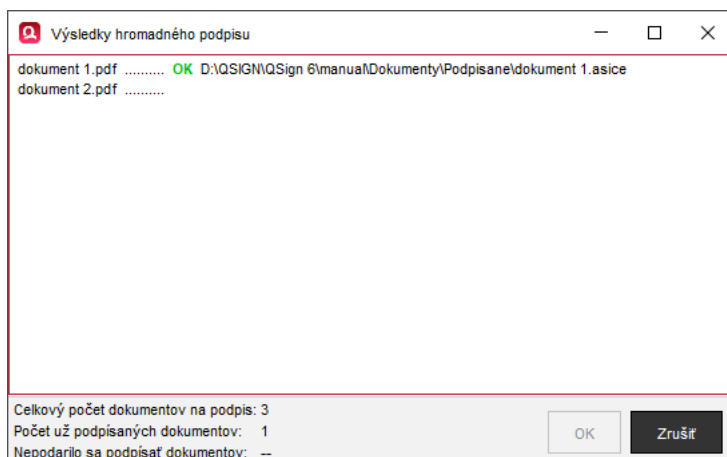 Výsledky hromadného podpisu
dokument 1.pdf .......... OK D:\QSIGN\QSign 6\manual\Dokumenty\Podpisane\dokument 1.asice
dokument 2.pdf ..........
Celkový počet dokumentov na podpis: 3
Počet už podpísaných dokumentov: 1
Nepodarilo sa podpísať dokumentov: --
OK
Zrušiť